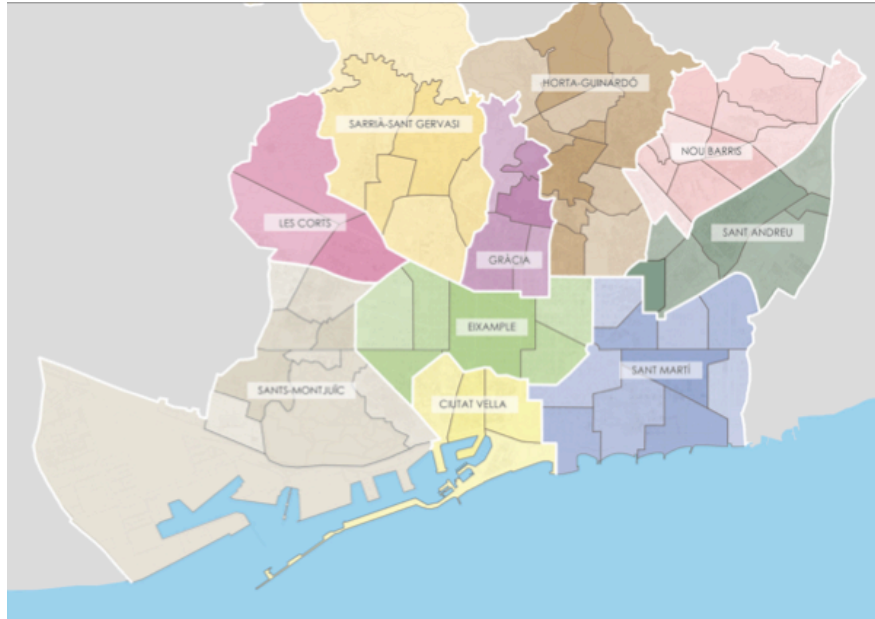 HORTA-GUINARDÓ
SARRIÀ-SANT GERVASI
NOU BARRIS
LES CORTS
SANT ANDREU
GRÀCIA
EIXAMPLE
SANT MARTÍ
SANTS-MONTJUÏC
CIUTAT VELLA